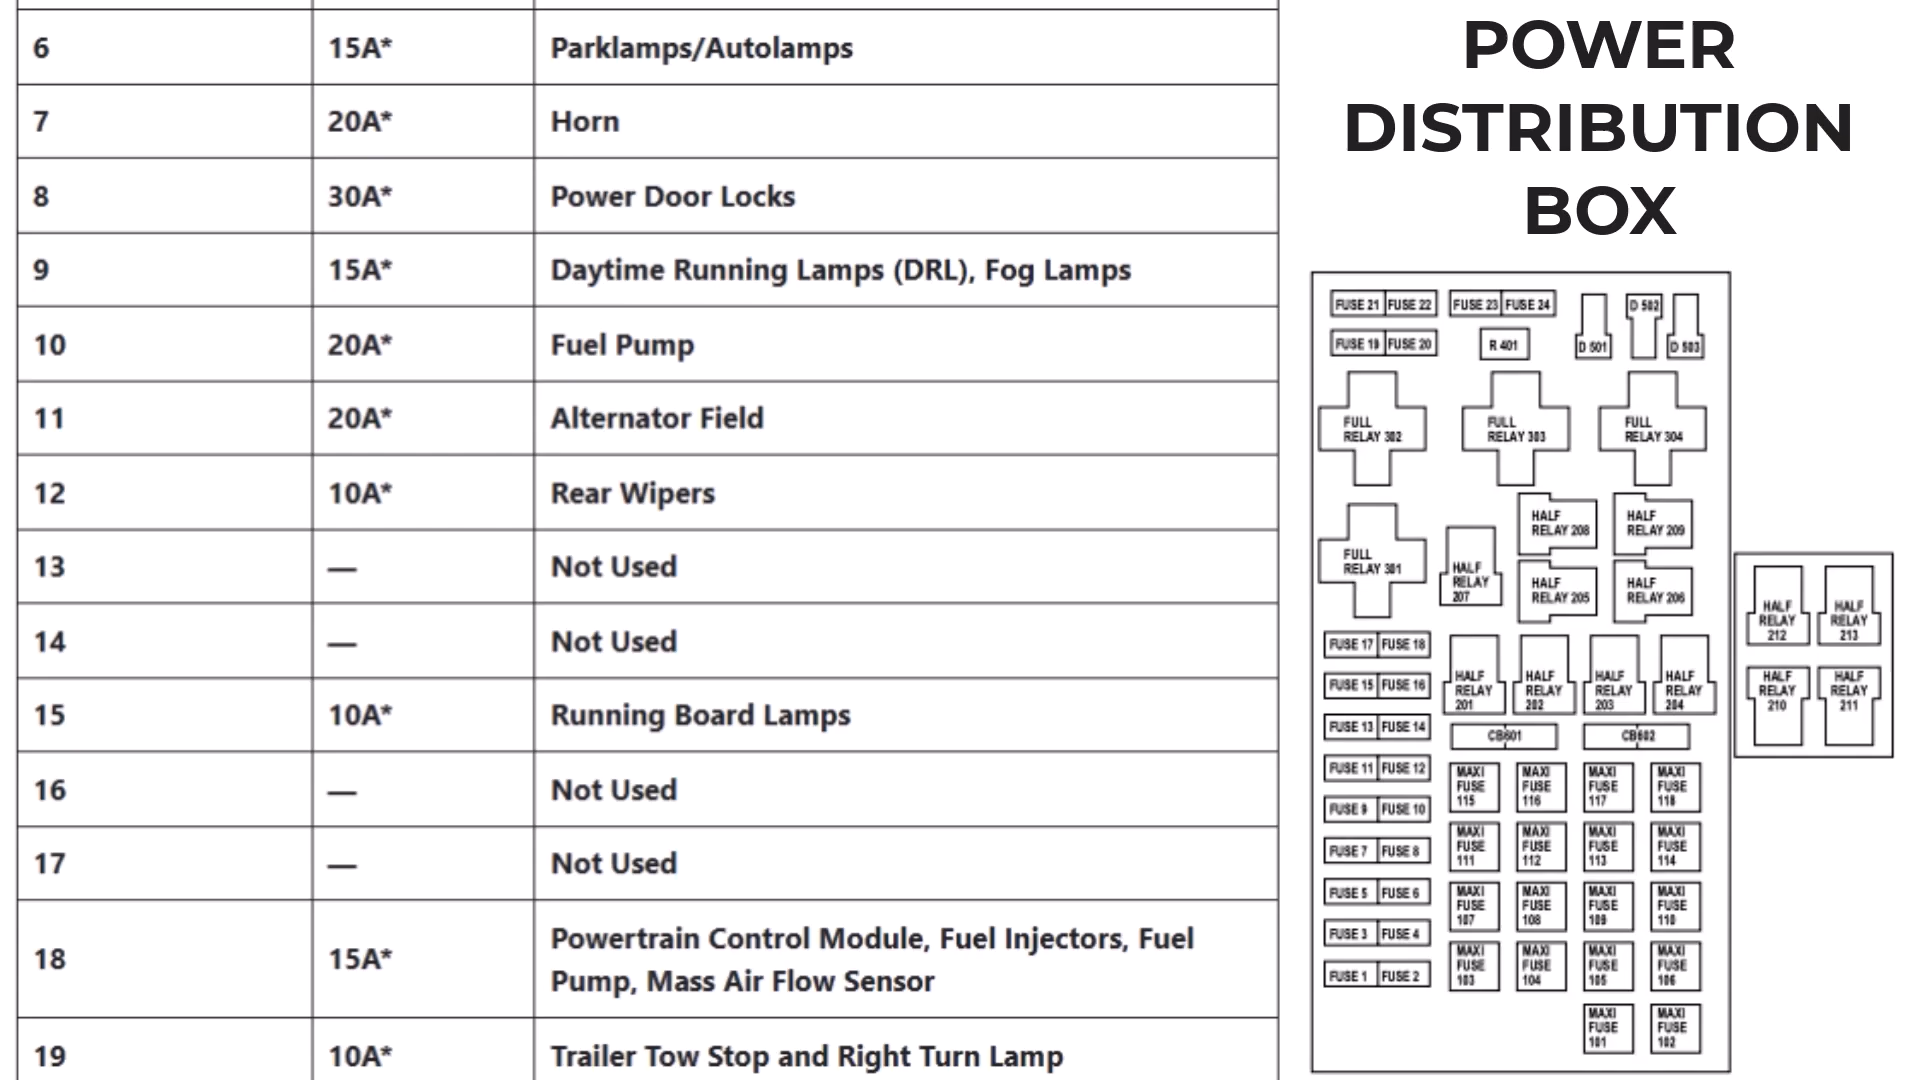 6 15A* Parklamps/Autolamps
7 20A* Horn
8 30A* Power Door Locks
9 15A* Daytime Running Lamps (DRL), Fog Lamps
10 20A* Fuel Pump
11 20A* Alternator Field
12 10A* Rear Wipers
13 — Not Used
14 — Not Used
15 10A* Running Board Lamps
16 — Not Used
17 — Not Used
18 15A* Powertrain Control Module, Fuel Injectors, Fuel
Pump, Mass Air Flow Sensor
19 10A* Trailer Tow Stop and Right Turn Lamp
POWER
DISTRIBUTION
BOX
FUSE 21 FUSE 22 FUSE 23 FUSE 24
D 502
FUSE 19 FUSE 20 R 401 D 501 D 503
FULL
RELAY 302
FULL
RELAY 303
FULL
RELAY 304
HALF
RELAY 208
HALF
RELAY 209
FULL
RELAY 301
HALF
RELAY
207
HALF
RELAY 205
HALF
RELAY 206
FUSE 17 FUSE 18
FUSE 15 FUSE 16
FUSE 13 FUSE 14
FUSE 11 FUSE 12
FUSE 9 FUSE 10
FUSE 7 FUSE 8
FUSE 5 FUSE 6
FUSE 3 FUSE 4
FUSE 1 FUSE 2
HALF
RELAY
201
HALF
RELAY
202
HALF
RELAY
203
HALF
RELAY
204
CB601 CB602
MAXI
FUSE
115
MAXI
FUSE
116
MAXI
FUSE
117
MAXI
FUSE
118
MAXI
FUSE
111
MAXI
FUSE
112
MAXI
FUSE
113
MAXI
FUSE
114
MAXI
FUSE
107
MAXI
FUSE
108
MAXI
FUSE
109
MAXI
FUSE
110
MAXI
FUSE
103
MAXI
FUSE
104
MAXI
FUSE
105
MAXI
FUSE
106
MAXI
FUSE
101
MAXI
FUSE
102
HALF
RELAY
212
HALF
RELAY
213
HALF
RELAY
210
HALF
RELAY
211